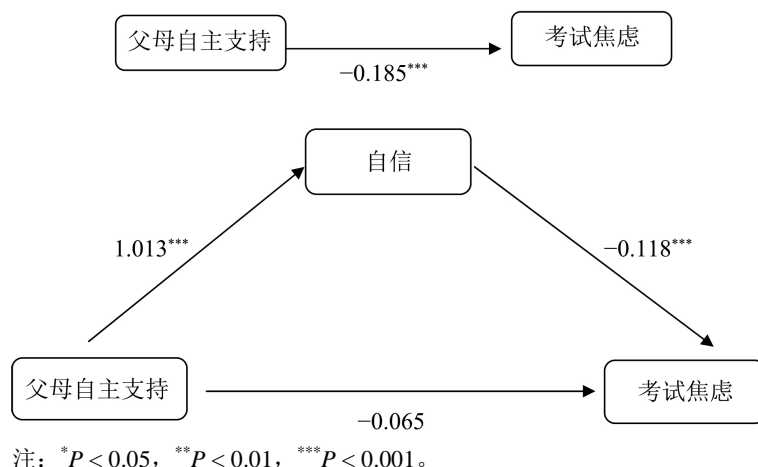 父母自主支持
考试焦虑
−0.185***
自信
1.013***
−0.118***
父母自主支持
考试焦虑
−0.065
注：*P < 0.05，**P < 0.01，***P < 0.001。